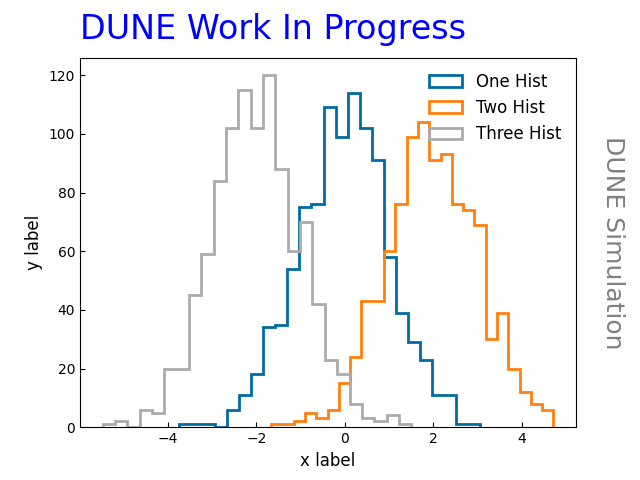 DUNE Work In Progress
One Hist
Two Hist
Three Hist
120
100
80
60
40
20
0
y label
−4
−2
0
2
4
x label
DUNE Simulation